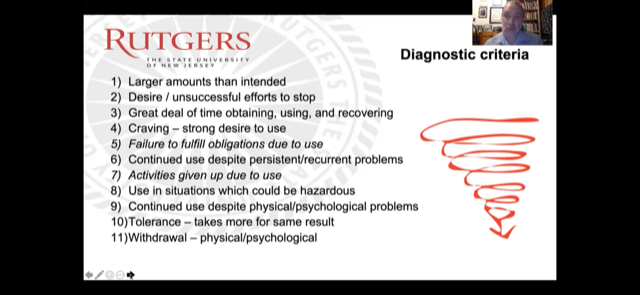 RUTGERS
THE STATE UNIVERSITY
OF NEW JERSEY
Diagnostic criteria
1) Larger amounts than intended
2) Desire / unsuccessful efforts to stop
3) Great deal of time obtaining, using, and recovering
4) Craving – strong desire to use
5) Failure to fulfill obligations due to use
6) Continued use despite persistent/recurrent problems
7) Activities given up due to use
8) Use in situations which could be hazardous
9) Continued use despite physical/psychological problems
10)Tolerance – takes more for same result
11)Withdrawal – physical/psychological